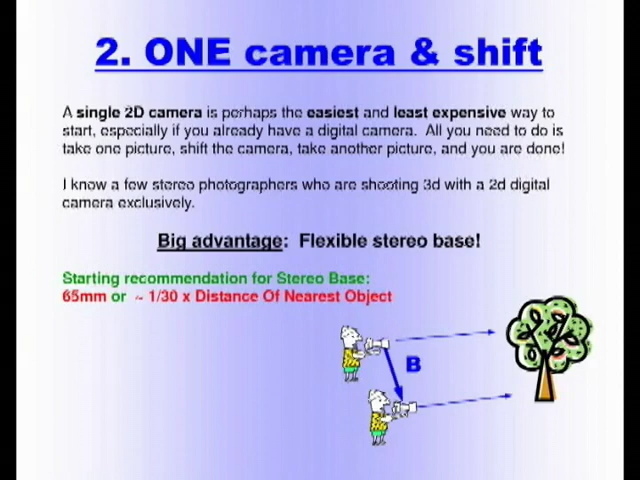 2. ONE camera & shift
A single 2D camera is perhaps the easiest and least expensive way to
start, especially if you already have a digital camera. All you need to do is
take one picture, shift the camera, take another picture, and you are done!
I know a few stereo photographers who are shooting 3d with a 2d digital
camera exclusively.
Big advantage: Flexible stereo base!
Starting recommendation for Stereo Base:
65mm or ~ 1/30 x Distance Of Nearest Object
B